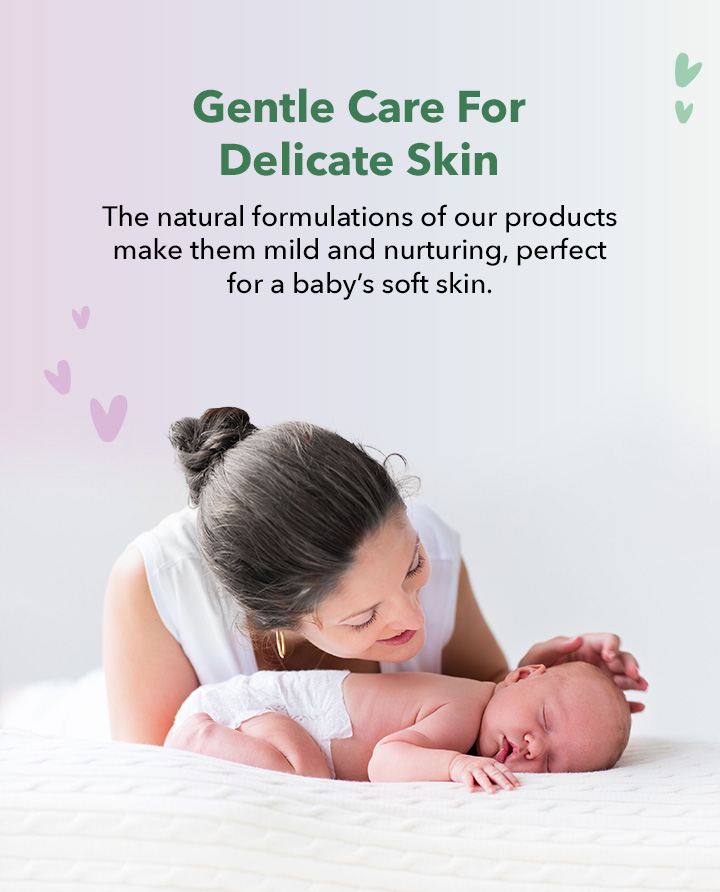 Gentle Care For
Delicate Skin
The natural formulations of our products
make them mild and nurturing, perfect
for a baby’s soft skin.